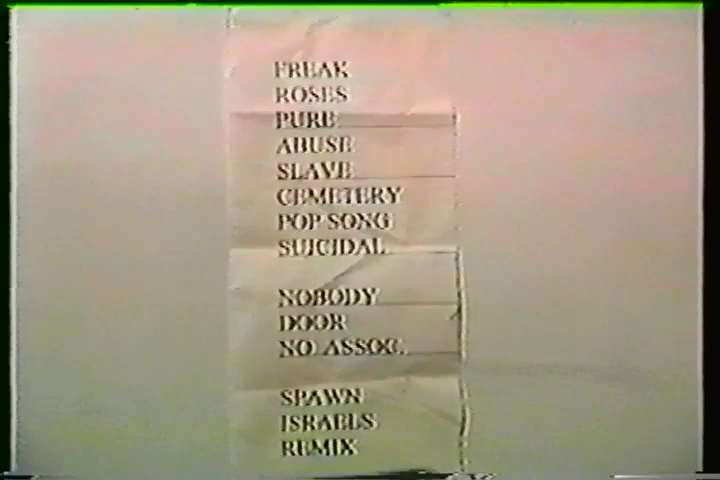 FREAK
ROSES
PURE
ABUSE
SLAVE
CEMETERY
POP SONG
SUICIDAL
NOBODY
DOOR
NO ASSOC.
SPAWN
ISRAELS
REMIX